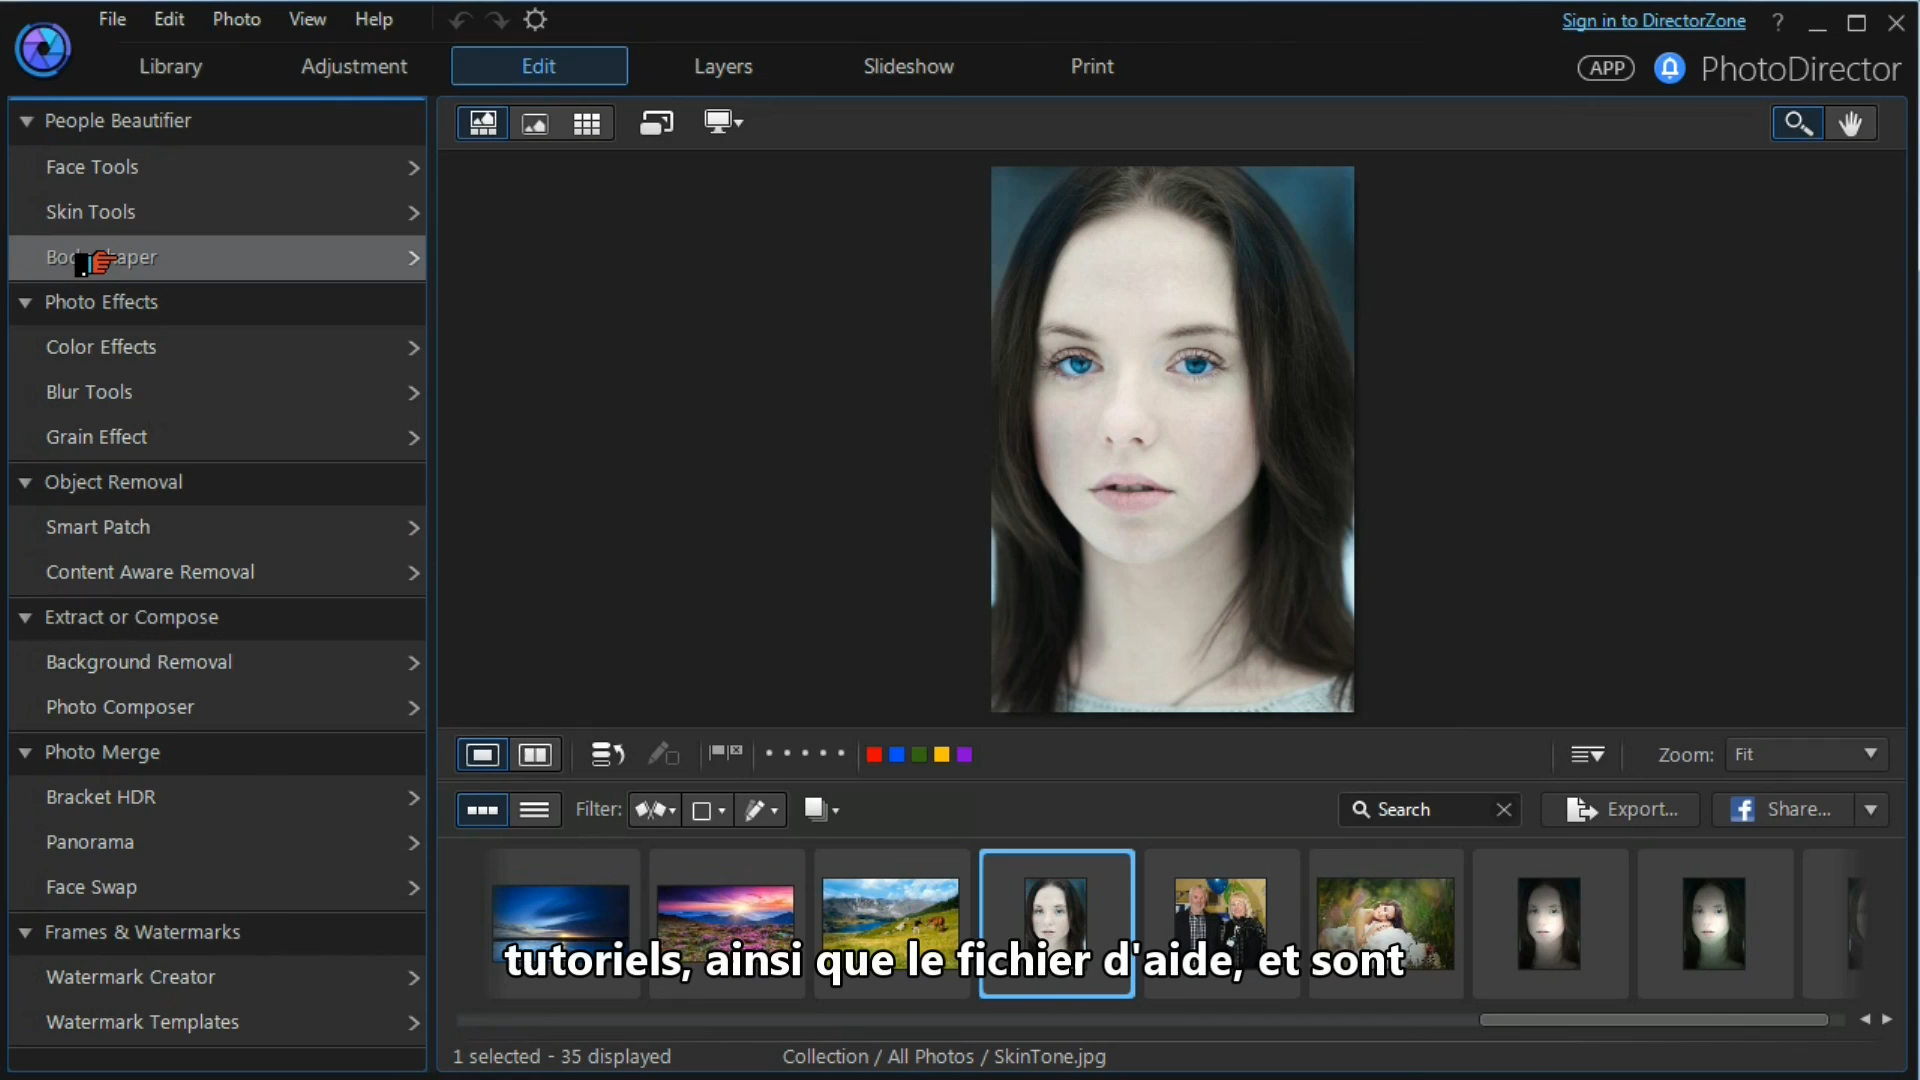 File Edit Photo View Help
Sign in to DirectorZone ?
Library Adjustment Edit Layers Slideshow Print
APP PhotoDirector
People Beautifier
Face Tools
Skin Tools
Photo Effects
Color Effects
Blur Tools
Grain Effect
Object Removal
Smart Patch
Content Aware Removal
Extract or Compose
Background Removal
Photo Composer
Photo Merge
Bracket HDR
Panorama
Face Swap
Frames & Watermarks
Watermark Creator
Watermark Templates
Zoom: Fit
Filter: Search Export... Share...
tutoriels, ainsi que le fichier d'aide, et sont
1 selected - 35 displayed Collection / All Photos / SkinTone.jpg